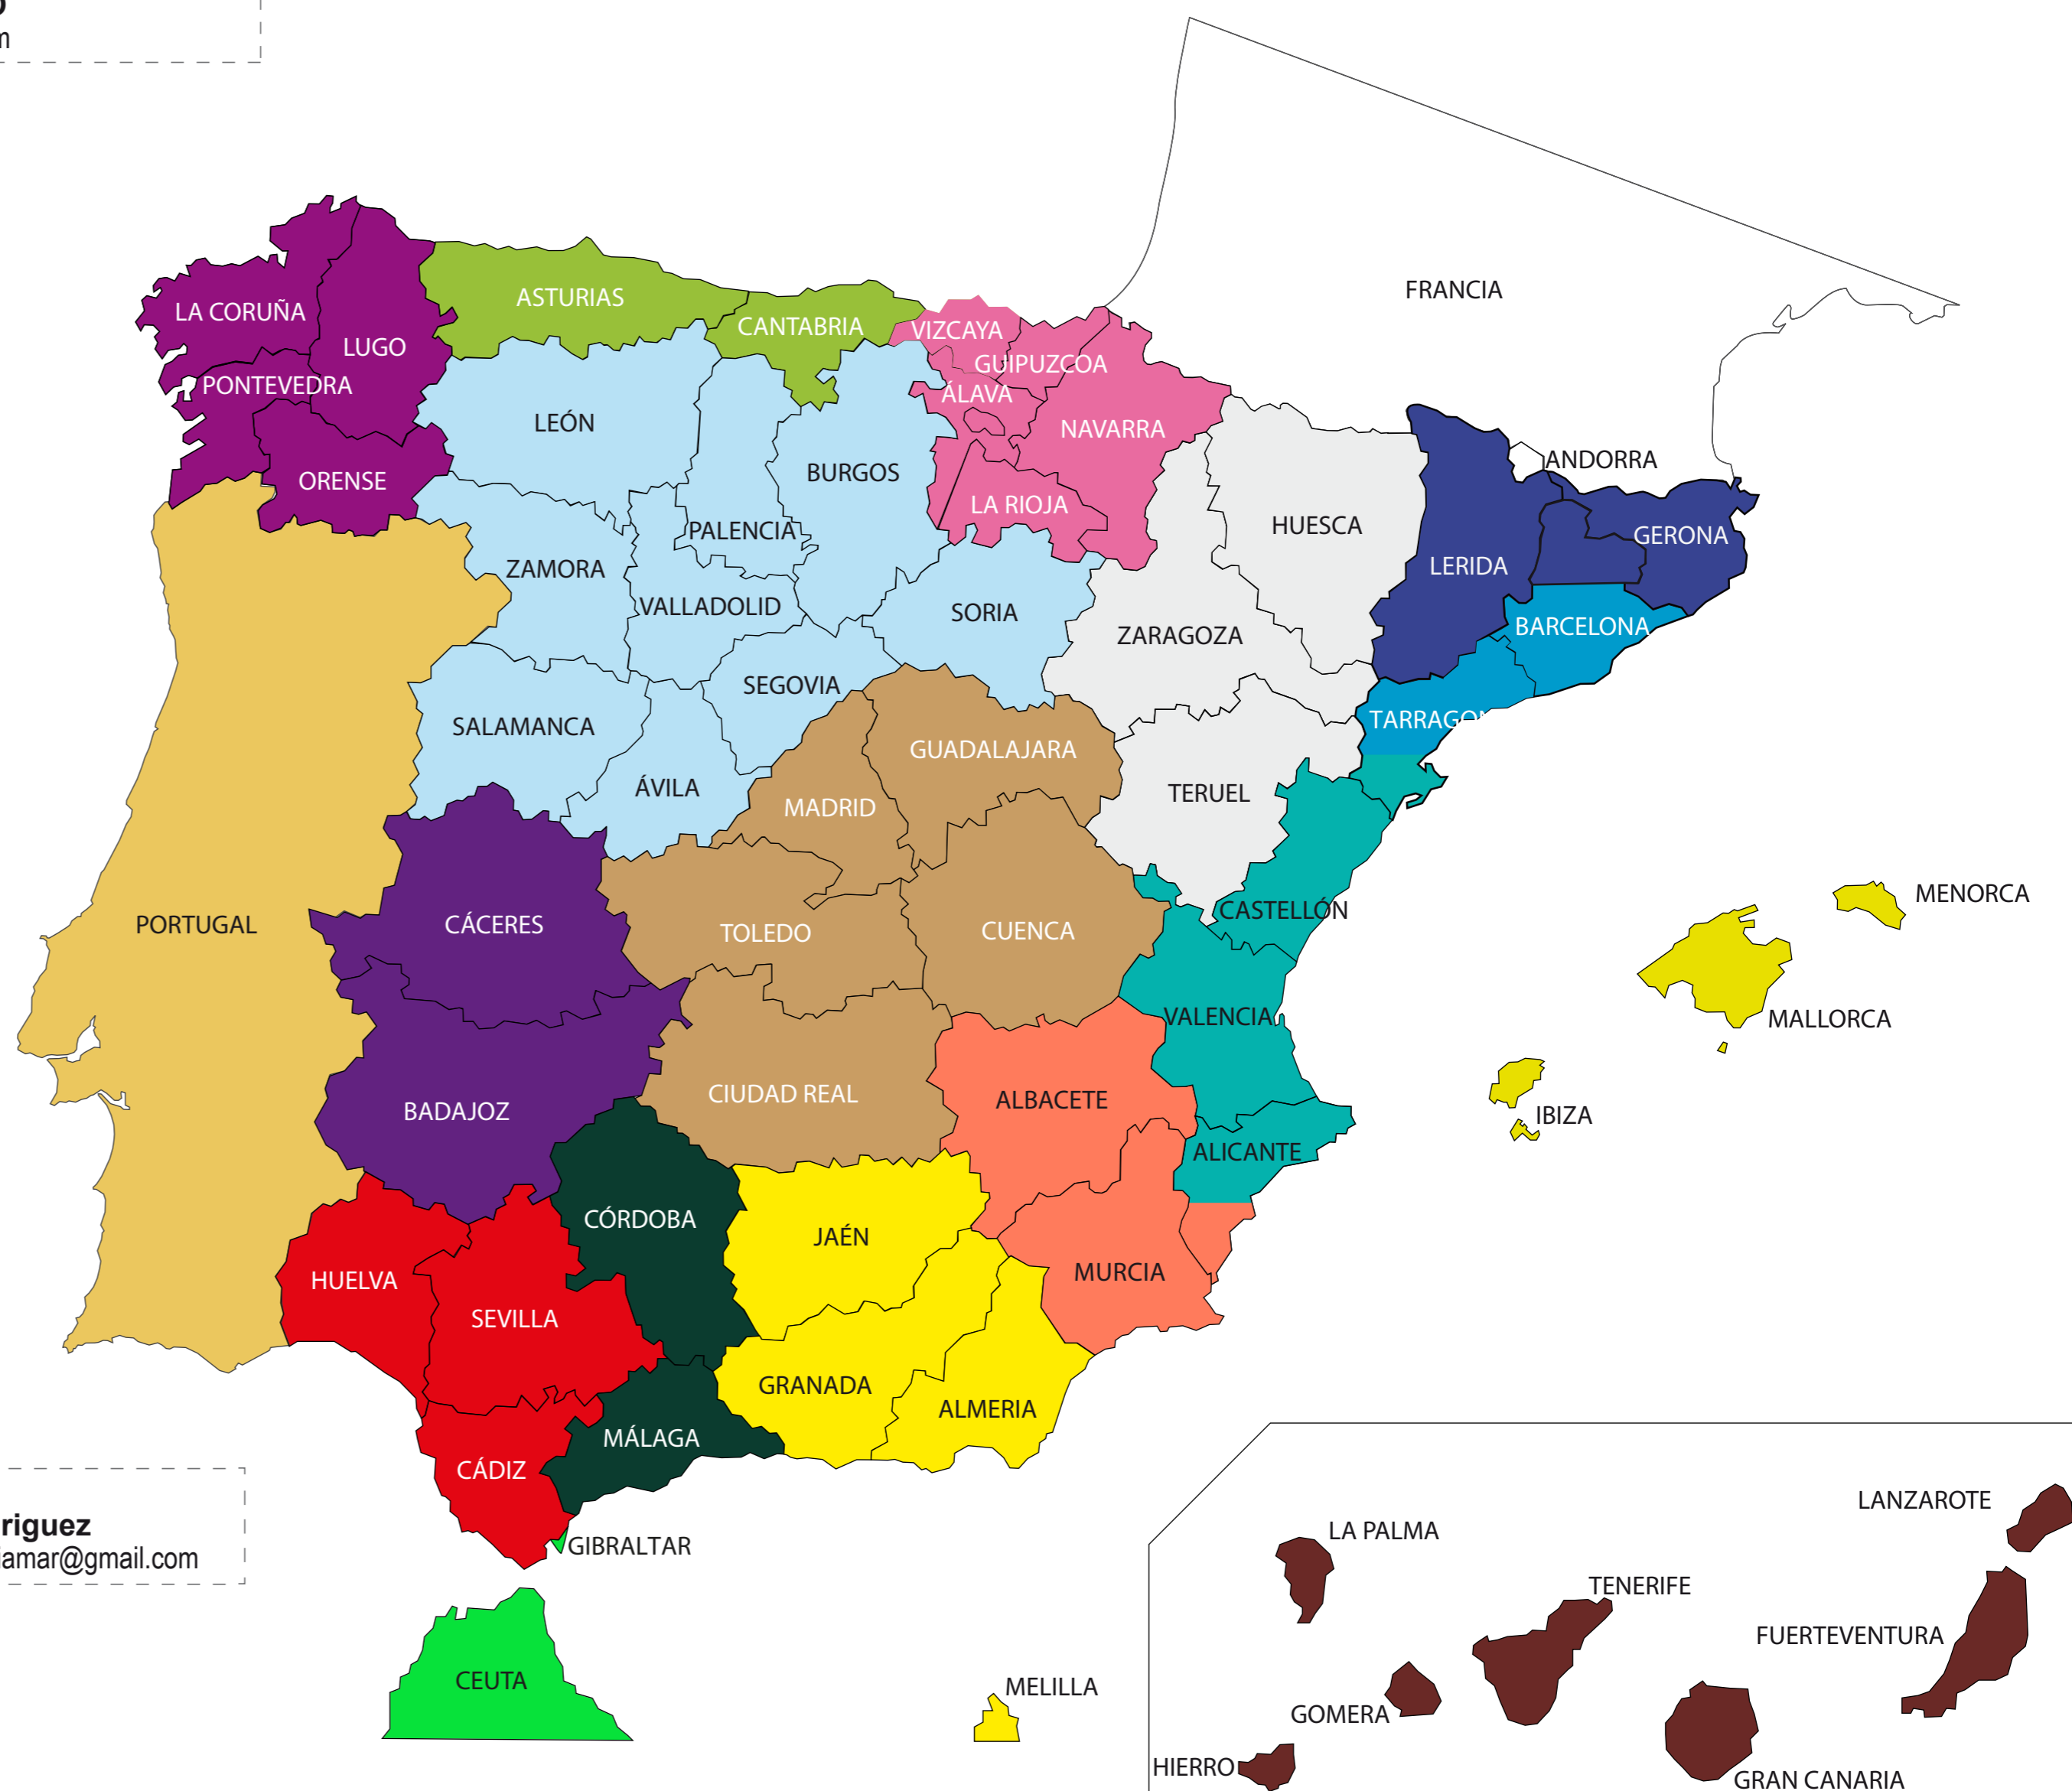 FRANCIA
LA CORUÑA
ASTURIAS
CANTABRIA
VIZCAYA
LUGO
GUIPUZCOA
PONTEVEDRA
ÁLAVA
LEÓN
NAVARRA
ANDORRA
ORENSE
BURGOS
LA RIOJA
HUESCA
GERONA
PALENCIA
ZAMORA
LERIDA
VALLADOLID
SORIA
ZARAGOZA
BARCELONA
SEGOVIA
SALAMANCA
TARRAGON
GUADALAJARA
ÁVILA
MADRID
TERUEL
MENORCA
PORTUGAL
CÁCERES
TOLEDO
CUENCA
CASTELLÓN
VALENCIA
MALLORCA
BADAJOZ
CIUDAD REAL
ALBACETE
IBIZA
ALICANTE
CÓRDOBA
JAÉN
HUELVA
MURCIA
SEVILLA
GRANADA
ALMERIA
MÁLAGA
CÁDIZ
GIBRALTAR
riguez
iamar@gmail.com
CEUTA
MELILLA
LANZAROTE
LA PALMA
TENERIFE
FUERTEVENTURA
GOMERA
HIERRO
GRAN CANARIA